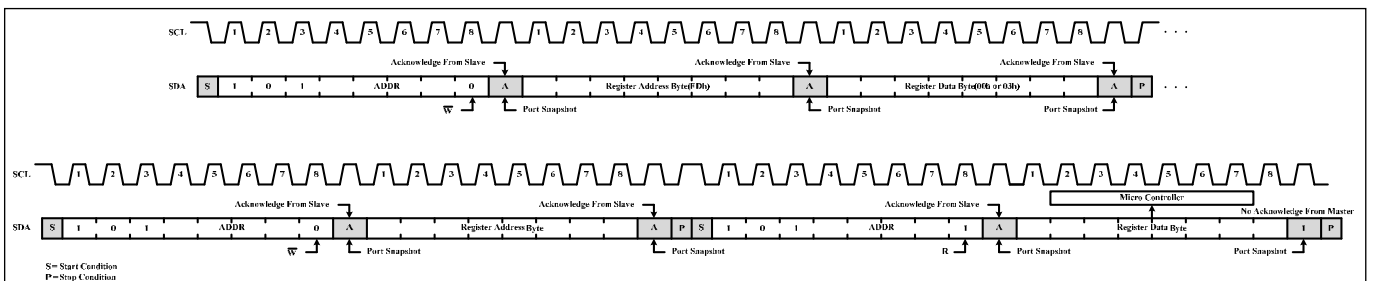 SCL 1 2 3 4 5 6 7 8 1 2 3 4 5 6 7 8 1 2 3 4 5 6 7 8 . . .
Acknowledge From Slave Acknowledge From Slave Acknowledge From Slave
SDA S 1 0 1 ADDR 0 A Register Address Byte(FDh) A Register Data Byte(00h or 03h) A P . . .
W Port Snapshot Port Snapshot Port Snapshot
SCL 1 2 3 4 5 6 7 8 1 2 3 4 5 6 7 8 1 2 3 4 5 6 7 8 1 2 3 4 5 6 7 8
Micro Controller
Acknowledge From Slave Acknowledge From Slave Acknowledge From Slave No Acknowledge From Master
SDA S 1 0 1 ADDR 0 A Register Address Byte A P S 1 0 1 ADDR 1 A Register Data Byte 1 P
W Port Snapshot Port Snapshot R Port Snapshot Port Snapshot
S= Start Condition
P=Stop Condition